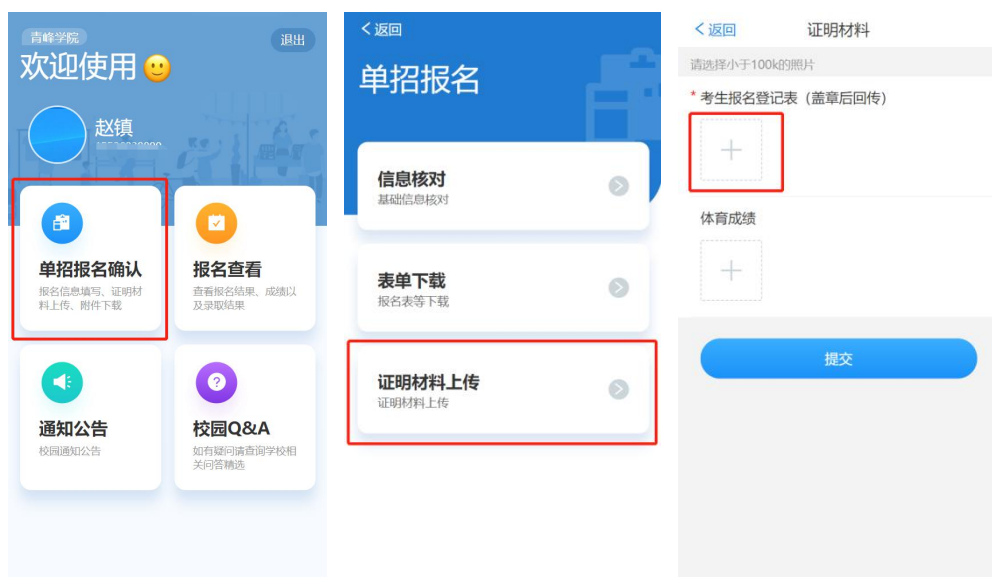 青峰学院
退出
欢迎使用
赵镇
单招报名确认
报名信息填写、证明材
料上传、附件下载
报名查看
查看报名结果、成绩以
及录取结果
通知公告
校园通知公告
校园Q&A
如有疑问请查询学校相
关问答精选
返回
单招报名
信息核对
基础信息核对
表单下载
报名表等下载
证明材料上传
证明材料上传
返回 证明材料
请选择小于100k的照片
* 考生报名登记表（盖章后回传）
体育成绩
提交